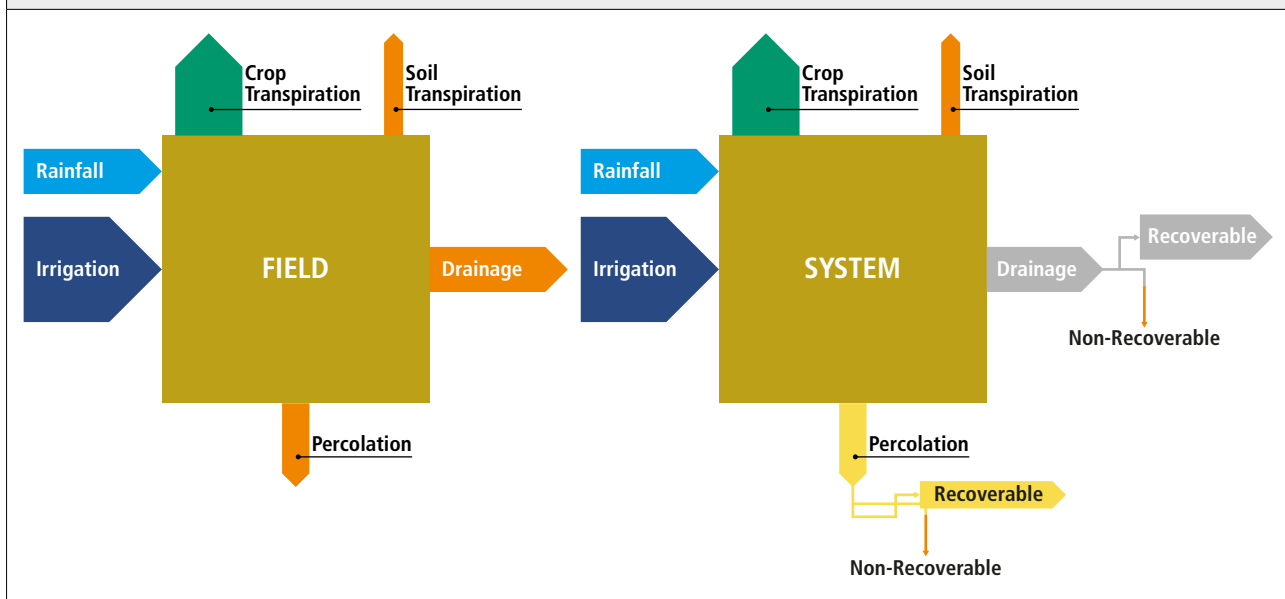 Crop
Transpiration
Soil
Transpiration
Rainfall
Irrigation
FIELD
Drainage
Percolation
Crop
Transpiration
Soil
Transpiration
Rainfall
Irrigation
SYSTEM
Drainage
Recoverable
Non-Recoverable
Percolation
Recoverable
Non-Recoverable